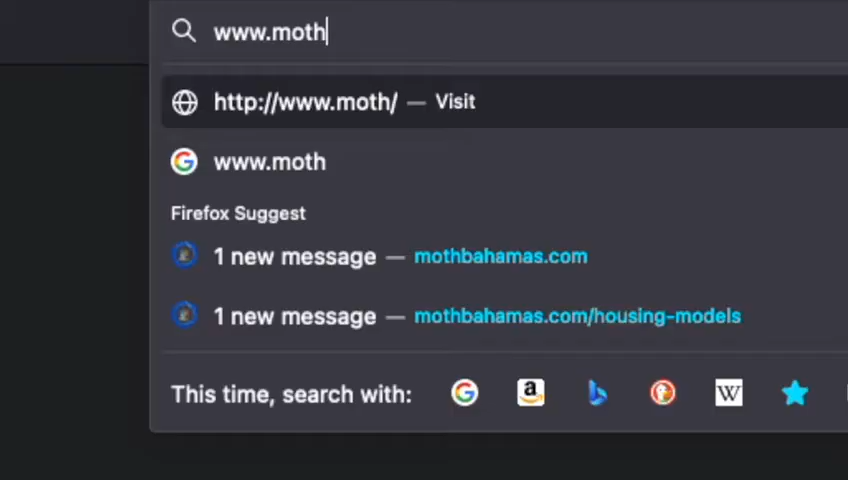 www.moth
http://www.moth/ — Visit
www.moth
Firefox Suggest
1 new message — mothbahamas.com
1 new message — mothbahamas.com/housing-models
This time, search with: